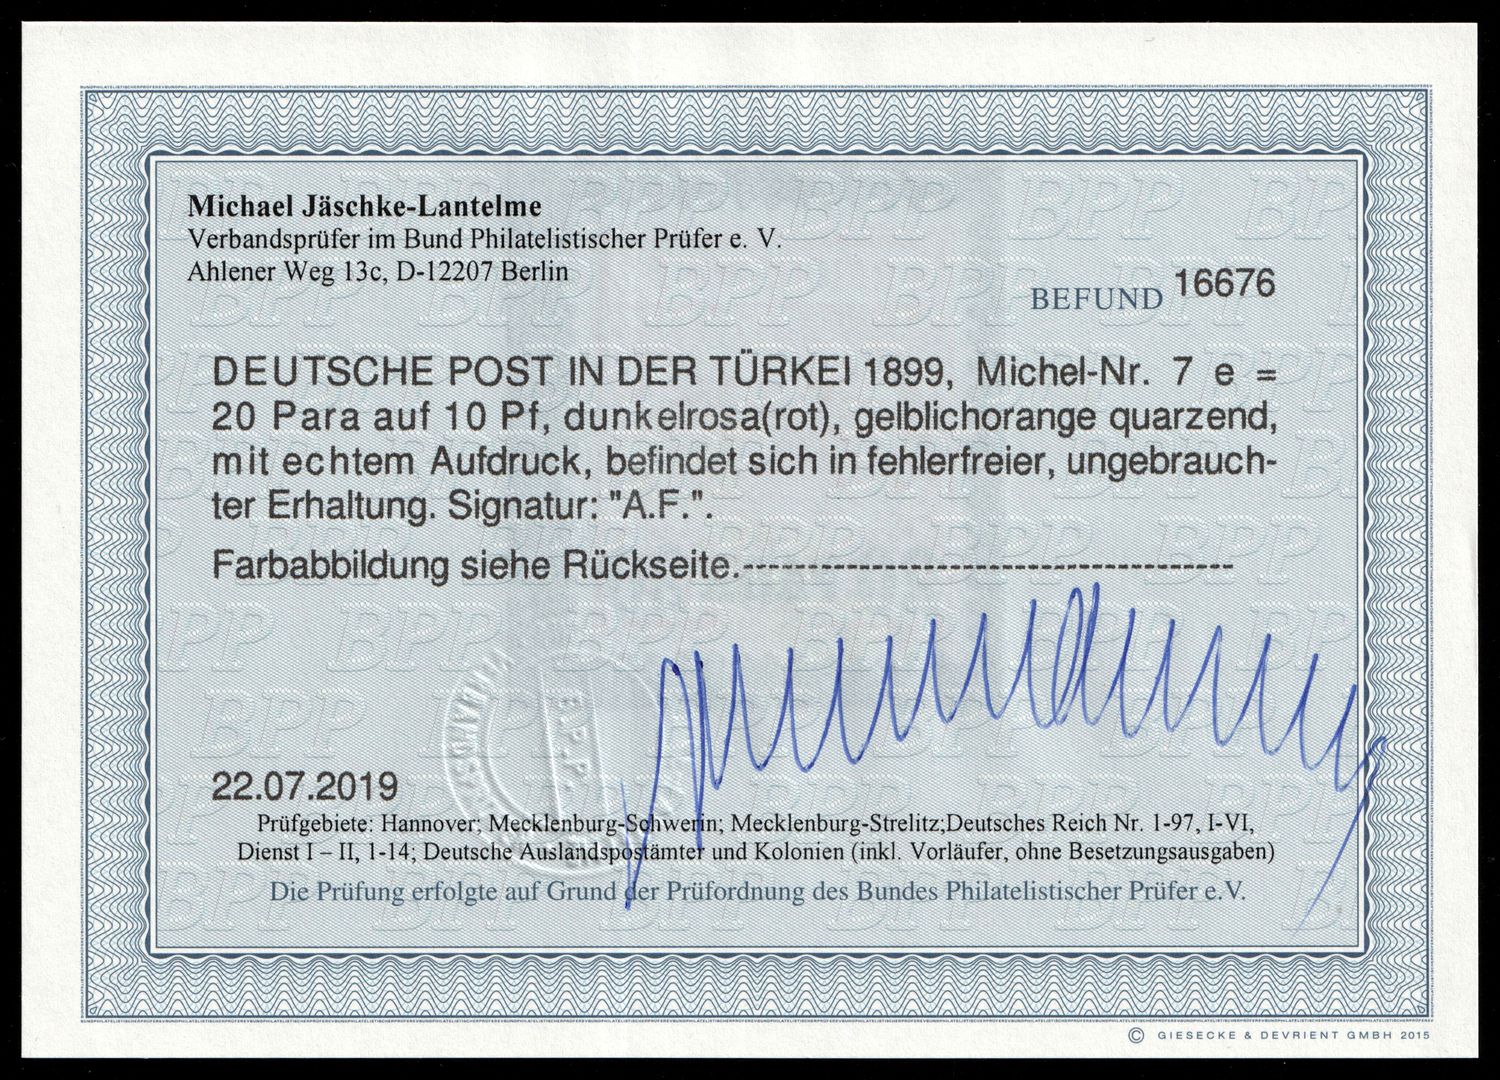 Michael Jäschke-Lantelme
Verbandsprüfer im Bund Philatelistischer Prüfer e. V.
Ahlener Weg 13c, D-12207 Berlin
BEFUND 16676
DEUTSCHE POST IN DER TÜRKEI 1899, Michel-Nr. 7 e =
20 Para auf 10 Pf, dunkelrosa(rot), gelblichorange quarzend,
mit echtem Aufdruck, befindet sich in fehlerfreier, ungebrauch-
ter Erhaltung. Signatur: "A.F.".
Farbabbildung siehe Rückseite.--------------------------------------
22.07.2019
Prüfgebiete: Hannover; Mecklenburg-Schwerin; Mecklenburg-Strelitz;Deutsches Reich Nr. 1-97, I-VI,
Dienst I – II, 1-14; Deutsche Auslandspostämter und Kolonien (inkl. Vorläufer, ohne Besetzungsausgaben)
Die Prüfung erfolgte auf Grund der Prüfordnung des Bundes Philatelistischer Prüfer e.V.
© GIESECKE & DEVRIENT GMBH 2015